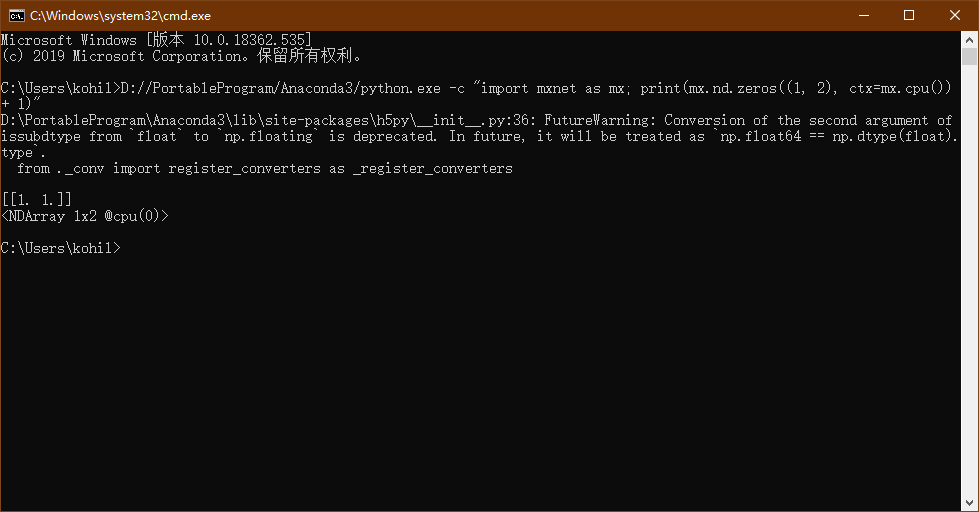 C:\Windows\system32\cmd.exe
Microsoft Windows [版本 10.0.18362.535]
(c) 2019 Microsoft Corporation。保留所有权利。
C:\Users\kohil>D://PortableProgram/Anaconda3/python.exe -c "import mxnet as mx; print(mx.nd.zeros((1, 2), ctx=mx.cpu())
+ 1)"
D:\PortableProgram\Anaconda3\lib\site-packages\h5py\__init__.py:36: FutureWarning: Conversion of the second argument of
issubdtype from `float` to `np.floating` is deprecated. In future, it will be treated as `np.float64 == np.dtype(float).
type`.
from ._conv import register_converters as _register_converters
[[1. 1.]]
<NDArray 1x2 @cpu(0)>
C:\Users\kohil>